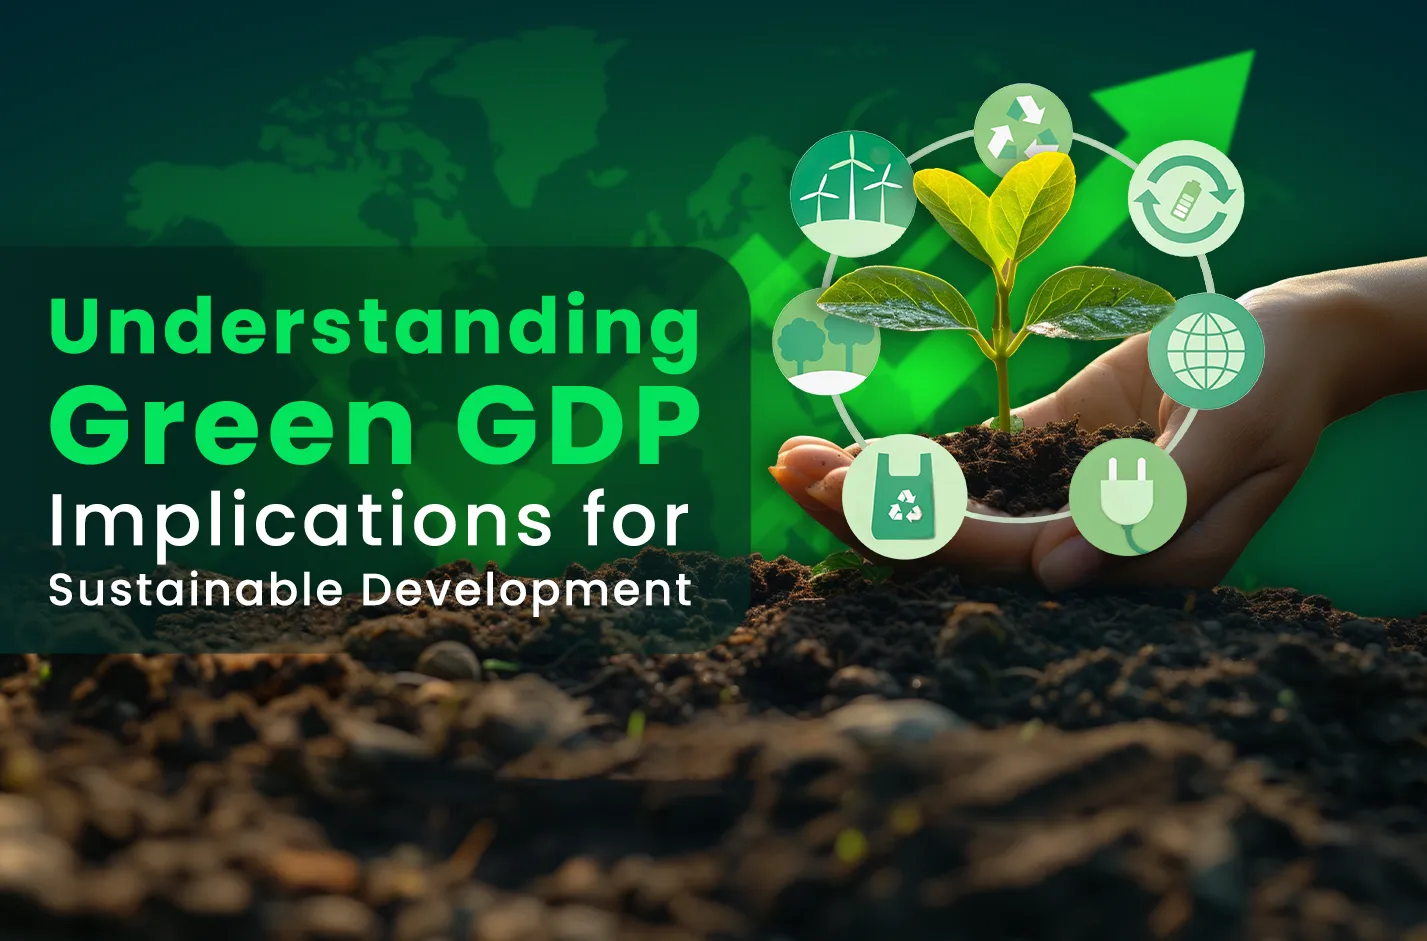 Understanding
Green GDP
Implications for
Sustainable Development